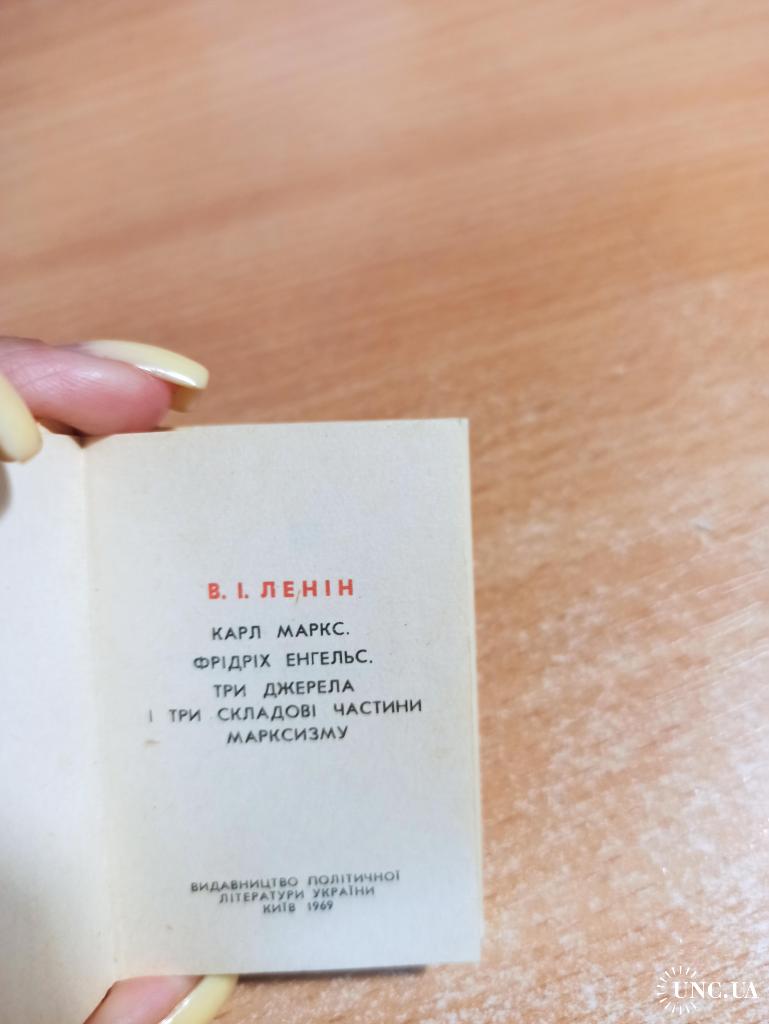 В. І. ЛЕНІН
КАРЛ МАРКС.
ФРІДРІХ ЕНГЕЛЬС.
ТРИ ДЖЕРЕЛА
І ТРИ СКЛАДОВІ ЧАСТИНИ
МАРКСИЗМУ
ВИДАВНИЦТВО ПОЛІТИЧНОЇ
ЛІТЕРАТУРИ УКРАЇНИ
КИЇВ 1969
UNC.UA